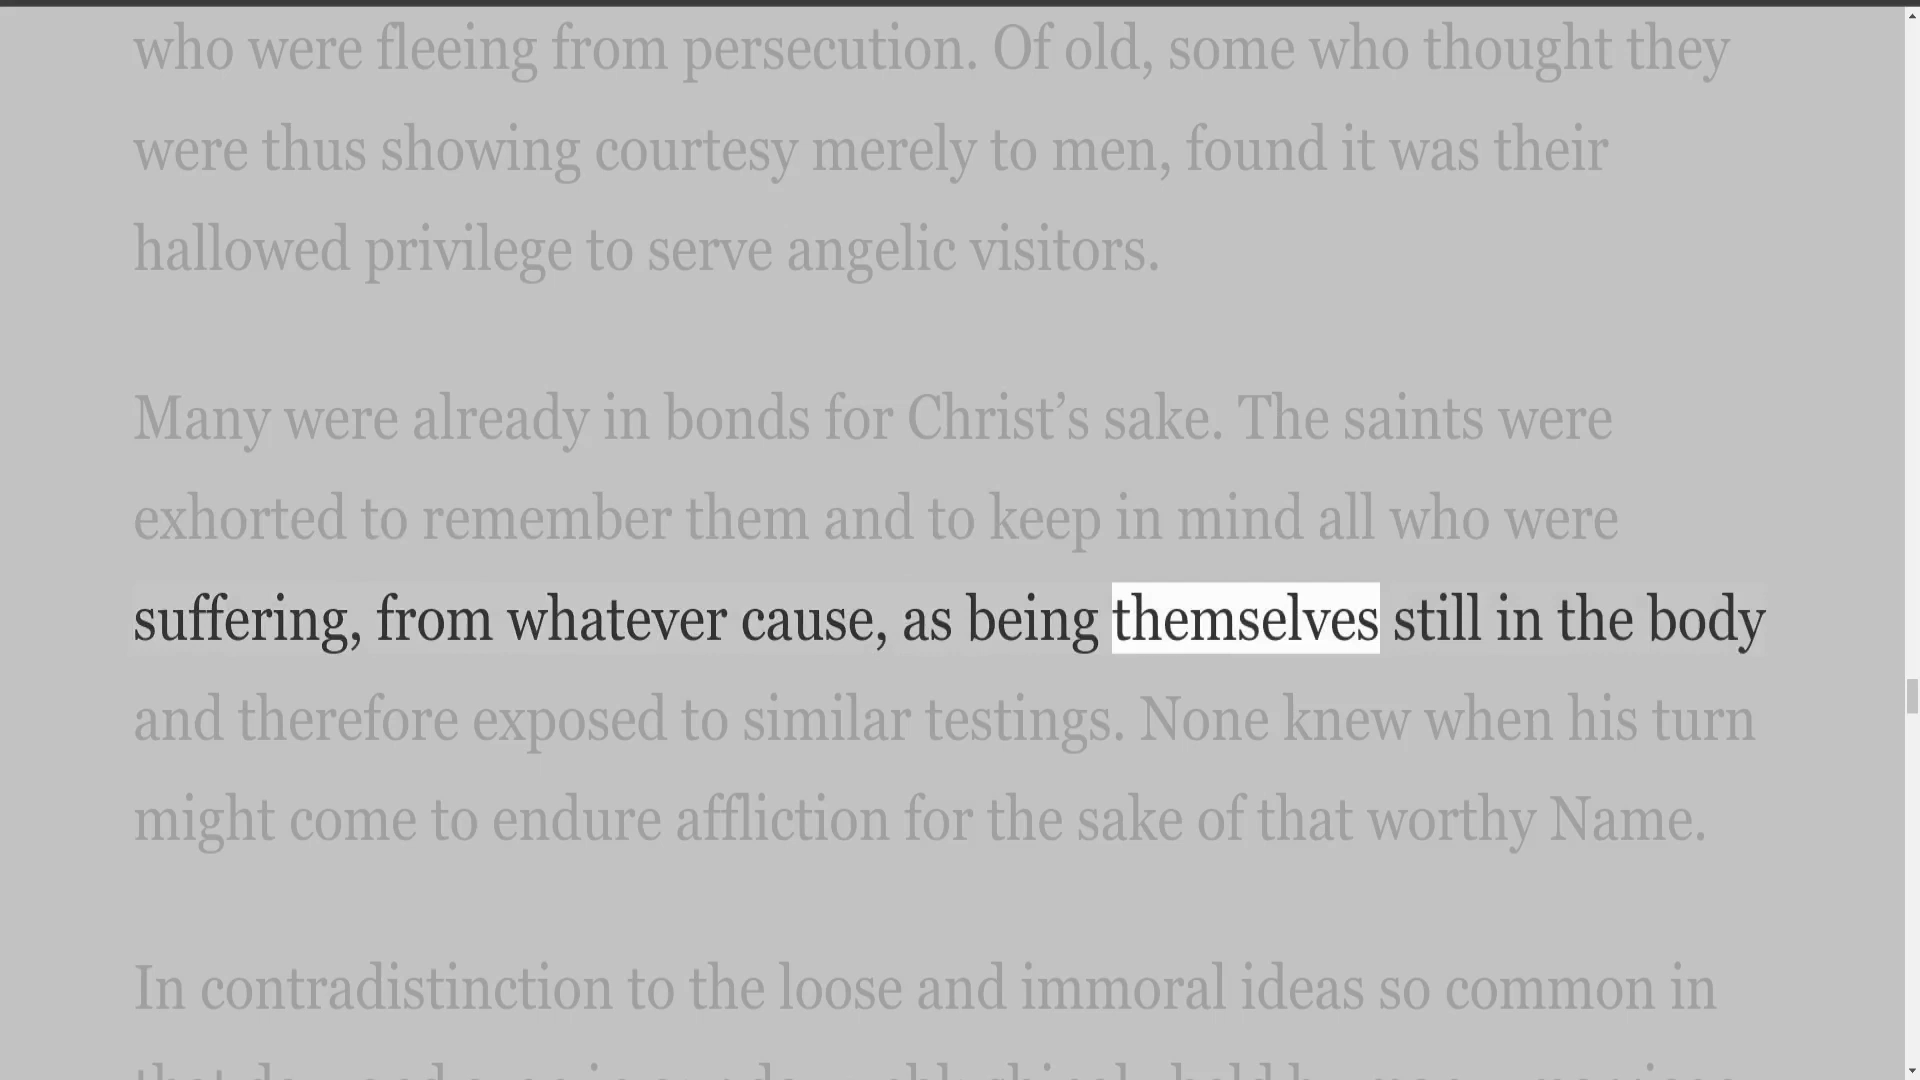 who were fleeing from persecution. Of old, some who thought they
were thus showing courtesy merely to men, found it was their
hallowed privilege to serve angelic visitors.
Many were already in bonds for Christ’s sake. The saints were
exhorted to remember them and to keep in mind all who were
suffering, from whatever cause, as being themselves still in the body
and therefore exposed to similar testings. None knew when his turn
might come to endure affliction for the sake of that worthy Name.
In contradistinction to the loose and immoral ideas so common in